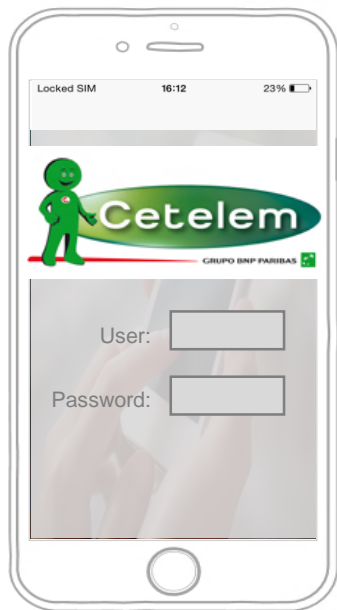 Locked SIM 16:12 23%
Cetelem
GRUPO BNP PARIBAS
User:
Password: